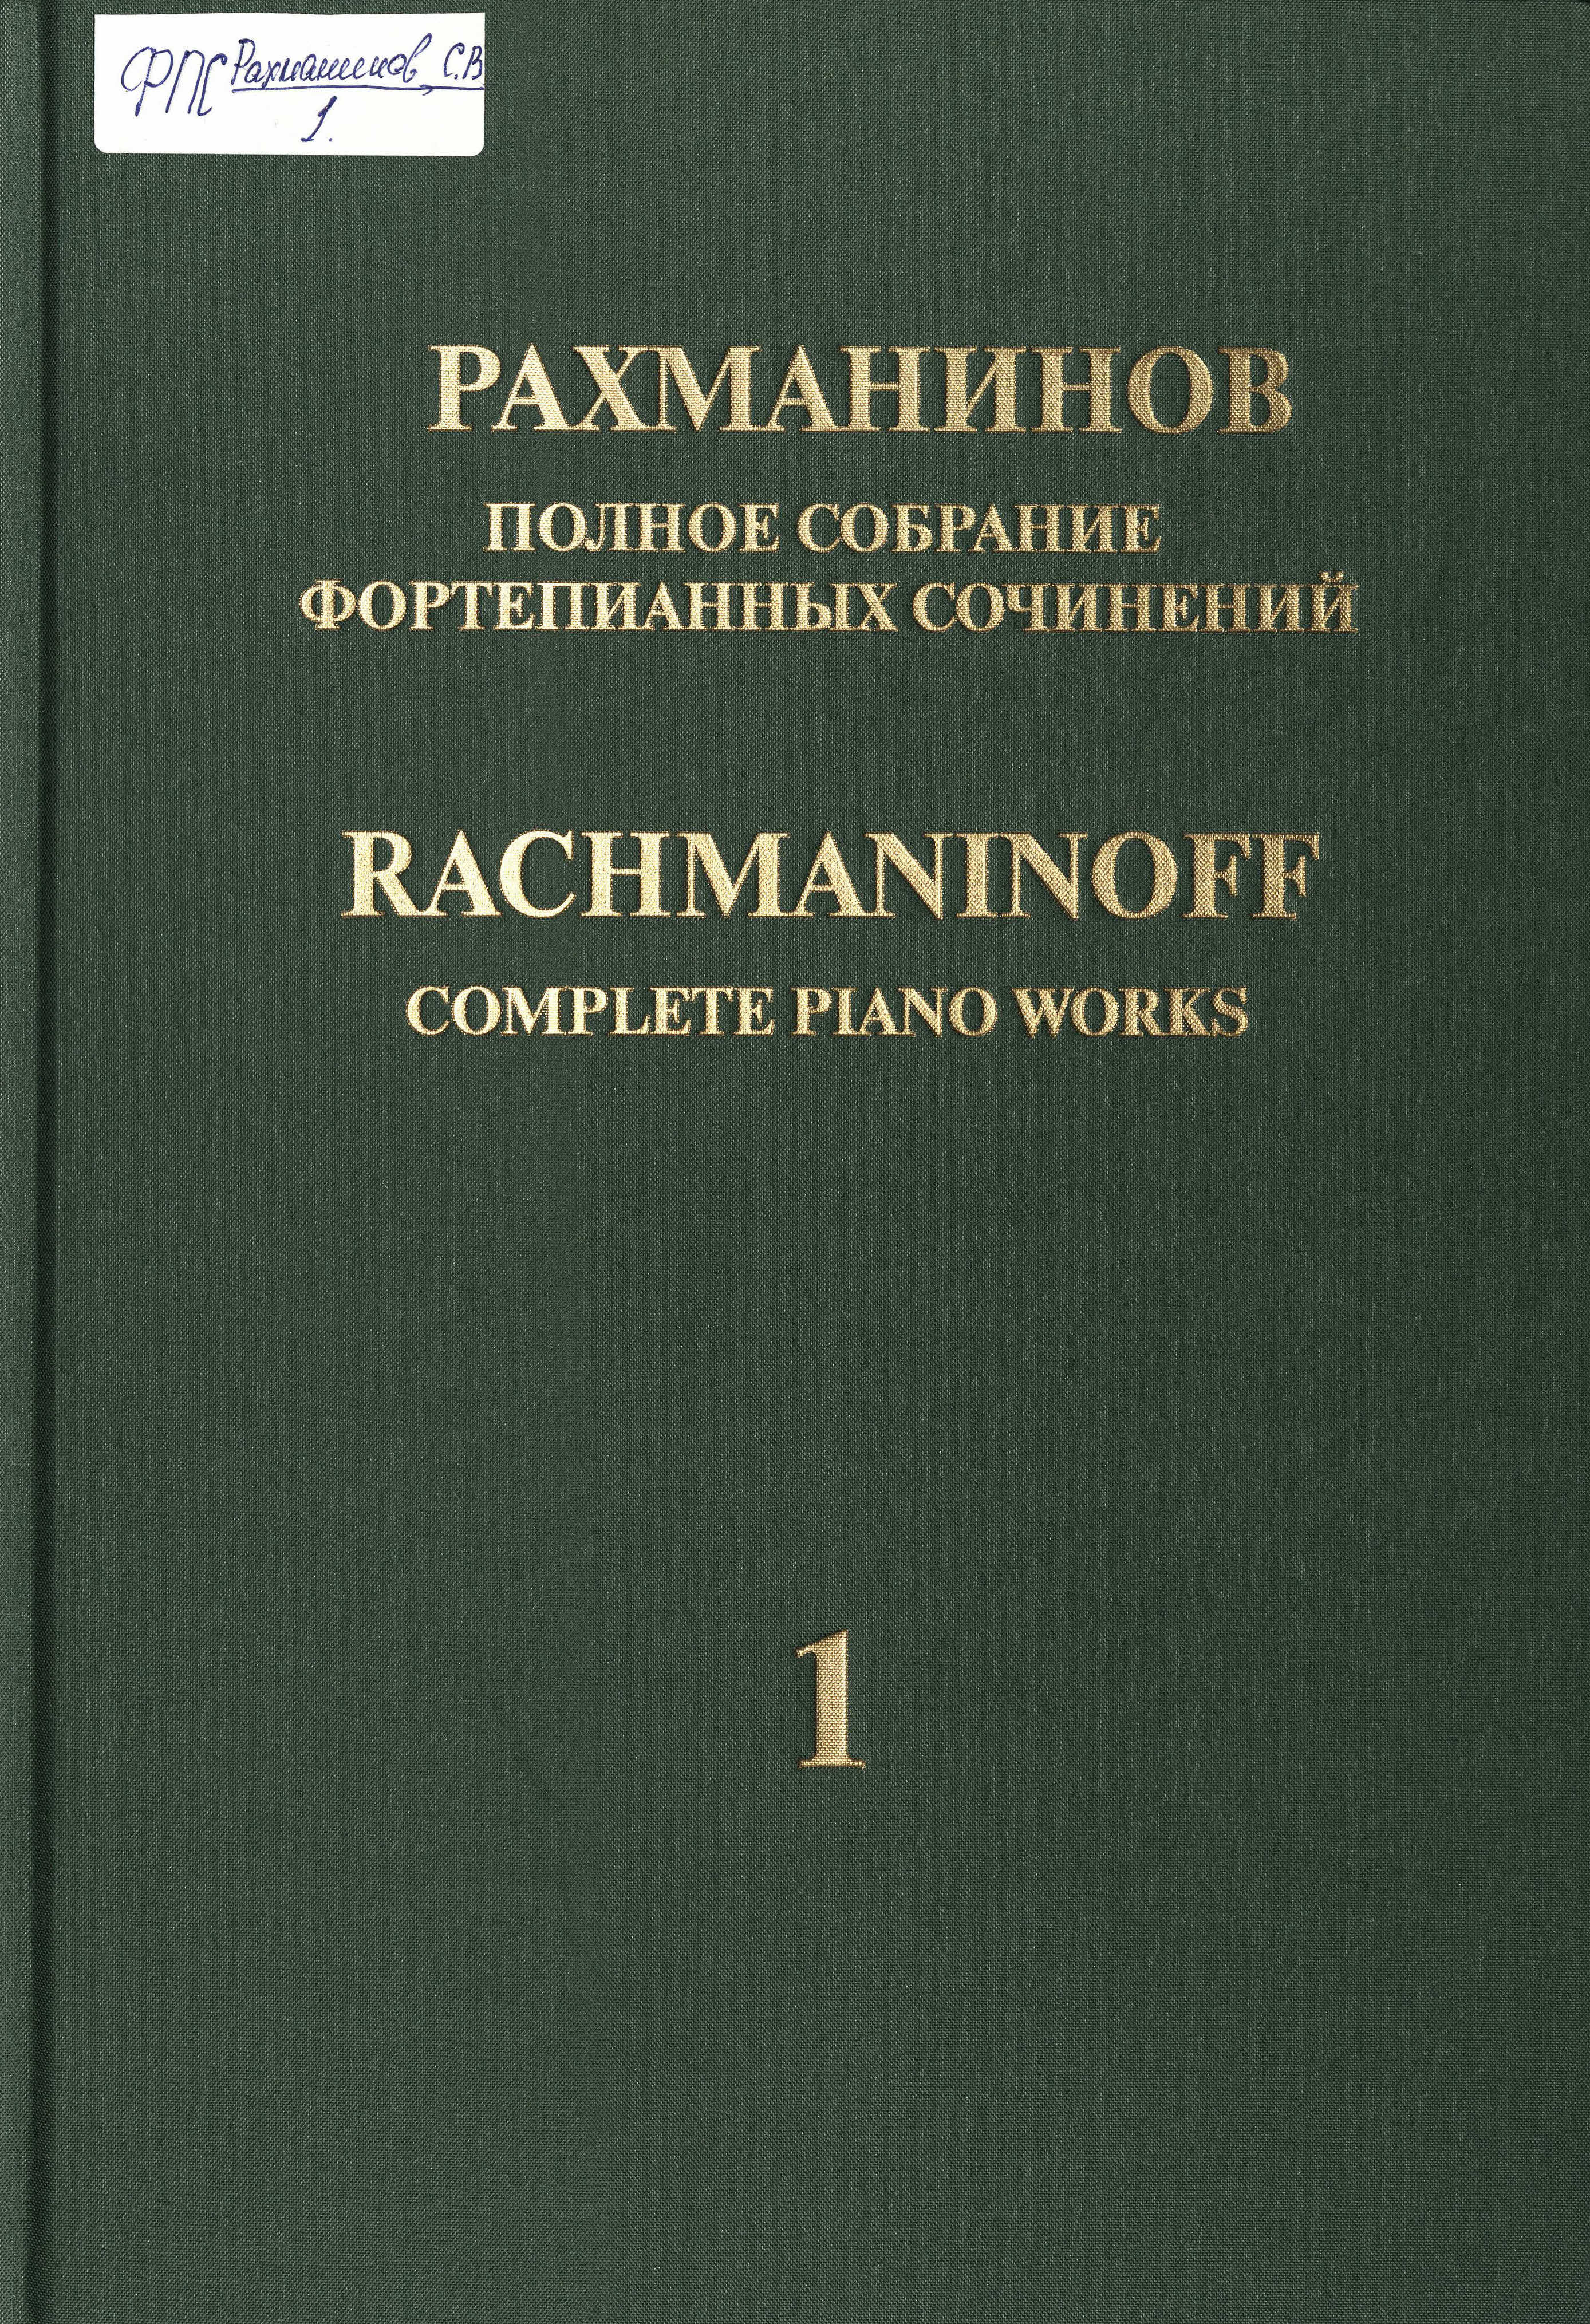 ФПС Рахманинов С.В
1.
РАХМАНИНОВ
ПОЛНОЕ СОБРАНИЕ
ФОРТЕПИАННЫХ СОЧИНЕНИЙ
RACHMANINOFF
COMPLETE PIANO WORKS
1